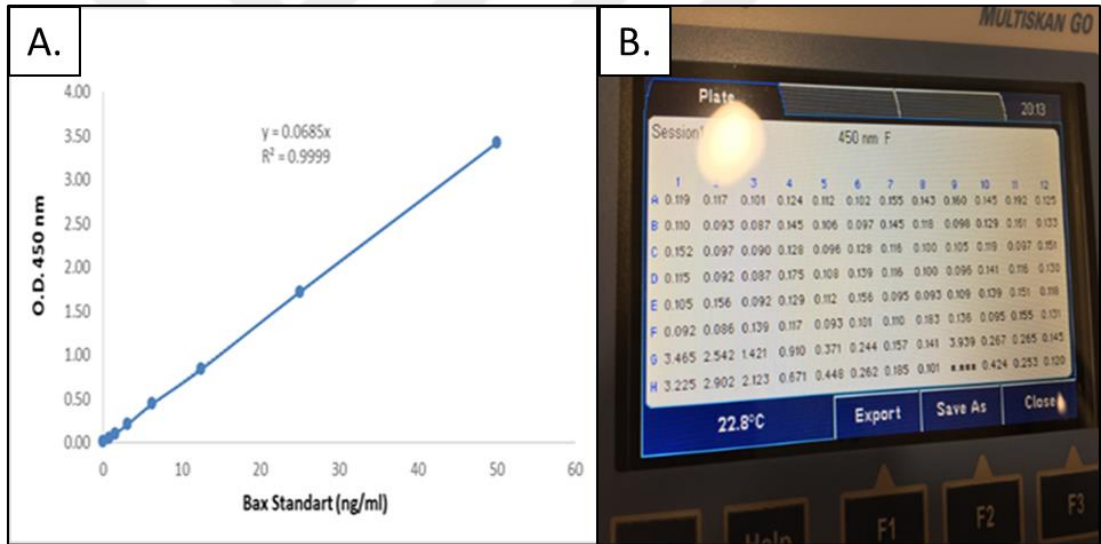 A.
4.00
3.50
3.00
2.50
2.00
1.50
1.00
0.50
0.00
O.D. 450 nm
y = 0.0685x
R² = 0.9999
0 10 20 30 40 50 60
Bax Standart (ng/ml)
B.
MULTISKAN GO
Plate
20:13
Session
450 nm F
1 2 3 4 5 6 7 8 9 10 11 12
A 0.119 0.117 0.101 0.124 0.112 0.102 0.155 0.143 0.160 0.145 0.192 0.125
B 0.110 0.093 0.087 0.145 0.106 0.097 0.145 0.118 0.098 0.129 0.161 0.133
C 0.152 0.097 0.090 0.128 0.096 0.128 0.116 0.100 0.105 0.119 0.097 0.151
D 0.115 0.092 0.087 0.175 0.108 0.139 0.116 0.100 0.096 0.141 0.116 0.130
E 0.105 0.156 0.092 0.129 0.112 0.156 0.095 0.093 0.109 0.139 0.151 0.118
F 0.092 0.086 0.139 0.117 0.093 0.101 0.110 0.183 0.136 0.095 0.155 0.131
G 3.465 2.542 1.421 0.910 0.371 0.244 0.157 0.141 3.939 0.267 0.265 0.145
H 3.225 2.902 2.123 0.671 0.448 0.262 0.185 0.101 *.*** 0.424 0.253 0.120
22.8°C
Export
Save As
Close
Help
F1
F2
F3